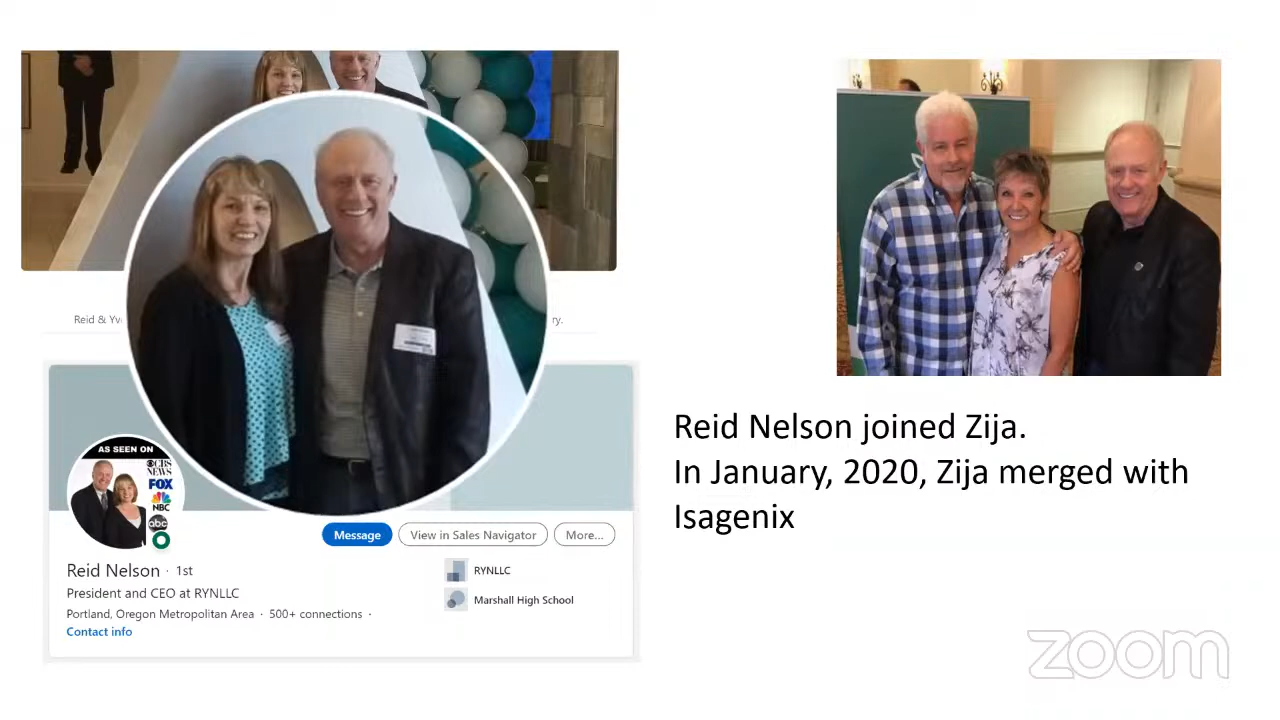 Reid & Yv
ry.
AS SEEN ON
CBS
NEWS
FOX
NBC
abc
Message
View in Sales Navigator
More...
Reid Nelson · 1st
RYNLLC
President and CEO at RYNLLC
Marshall High School
Portland, Oregon Metropolitan Area · 500+ connections ·
Contact info
Reid Nelson joined Zija.
In January, 2020, Zija merged with
Isagenix
zoom